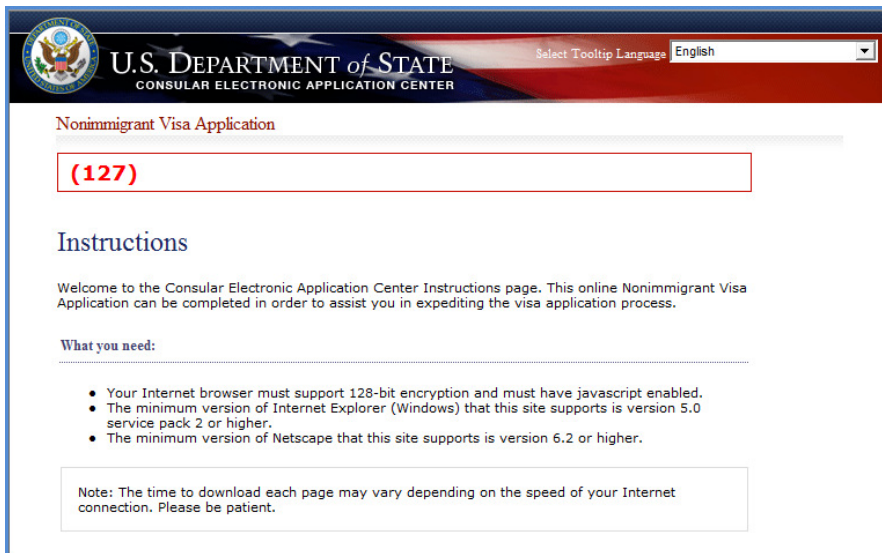 U.S. DEPARTMENT of STATE
CONSULAR ELECTRONIC APPLICATION CENTER
Select Tooltip Language English
Nonimmigrant Visa Application
(127)
Instructions
Welcome to the Consular Electronic Application Center Instructions page. This online Nonimmigrant Visa
Application can be completed in order to assist you in expediting the visa application process.
What you need:
• Your Internet browser must support 128-bit encryption and must have javascript enabled.
• The minimum version of Internet Explorer (Windows) that this site supports is version 5.0
service pack 2 or higher.
• The minimum version of Netscape that this site supports is version 6.2 or higher.
Note: The time to download each page may vary depending on the speed of your Internet
connection. Please be patient.